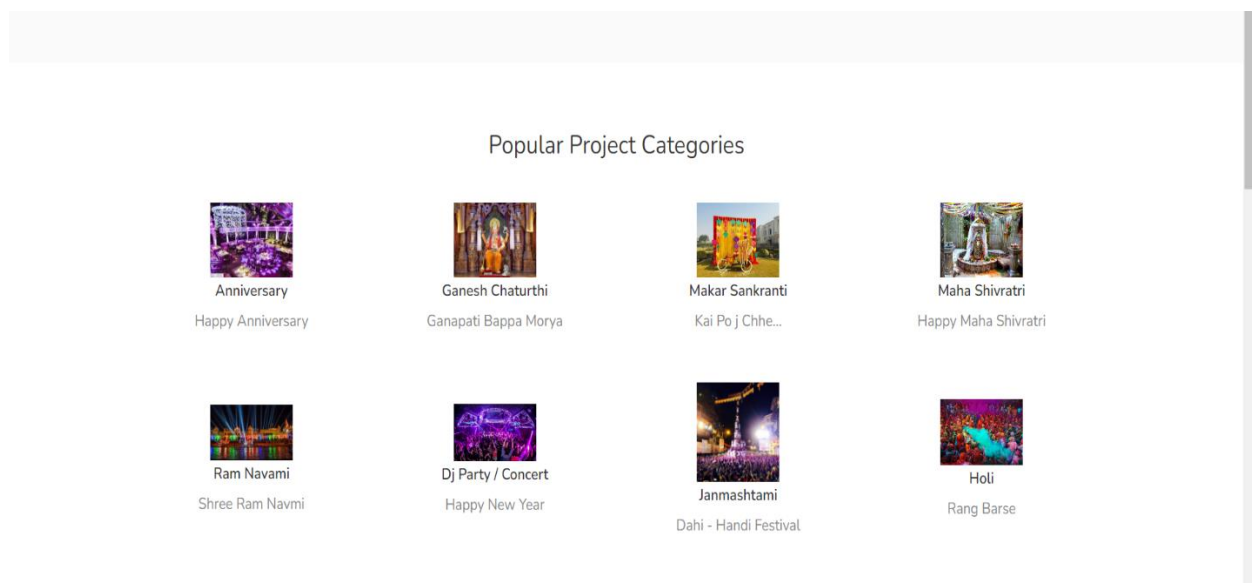 Popular Project Categories
Anniversary
Happy Anniversary
Ganesh Chaturthi
Ganapati Bappa Morya
Makar Sankranti
Kai Po j Chhe...
Maha Shivratri
Happy Maha Shivratri
Ram Navami
Shree Ram Navmi
Dj Party / Concert
Happy New Year
Janmashtami
Dahi - Handi Festival
Holi
Rang Barse